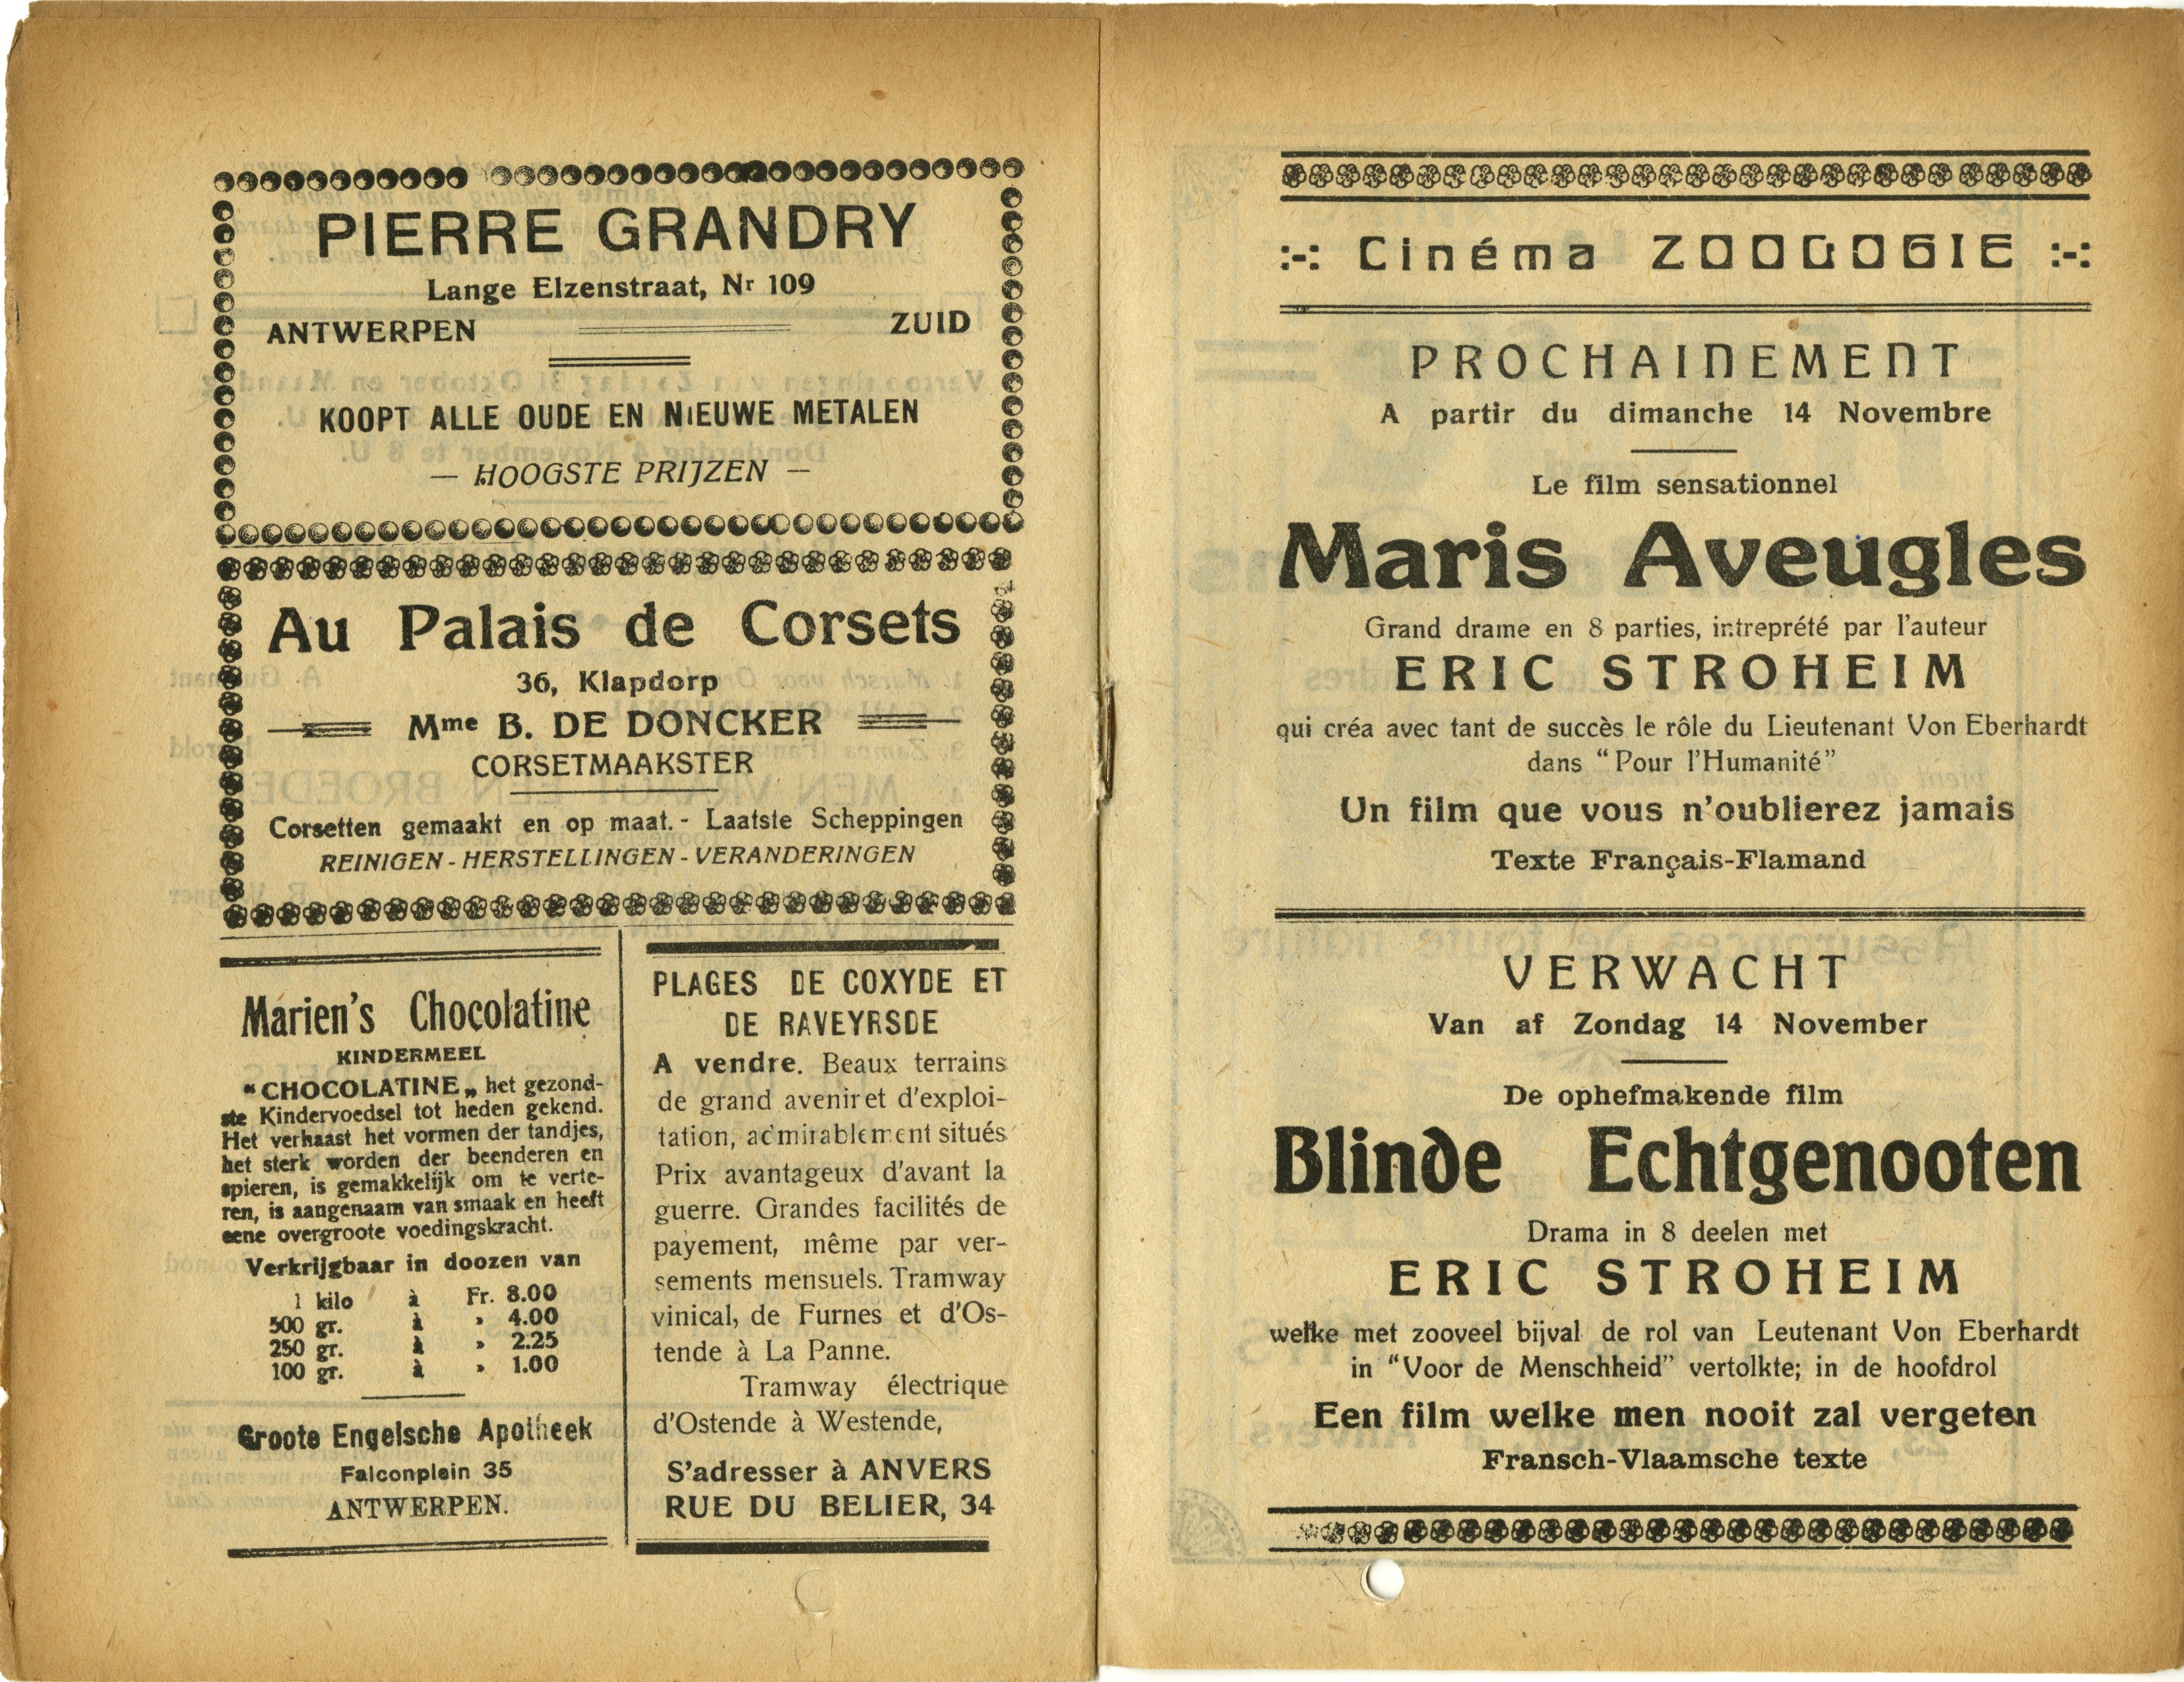 PIERRE GRANDRY
Lange Elzenstraat, Nr 109
ANTWERPEN ZUID
KOOPT ALLE OUDE EN NIEUWE METALEN
— HOOGSTE PRIJZEN —
Au Palais de Corsets
36, Klapdorp
Mme B. DE DONCKER
CORSETMAAKSTER
Corsetten gemaakt en op maat. - Laatste Scheppingen
REINIGEN - HERSTELLINGEN - VERANDERINGEN
Marien's Chocolatine
KINDERMEEL
“CHOCOLATINE„ het gezond-
ste Kindervoedsel tot heden gekend.
Het verhaast het vormen der tandjes,
het sterk worden der beenderen en
spieren, is gemakkelijk om te verte-
ren, is aangenaam van smaak en heeft
eene overgroote voedingskracht.
Verkrijgbaar in doozen van
1 kilo à Fr. 8.00
500 gr. à » 4.00
250 gr. à » 2.25
100 gr. à » 1.00
Groote Engelsche Apotheek
Falconplein 35
ANTWERPEN.
PLAGES DE COXYDE ET
DE RAVEYRSDE
A vendre. Beaux terrains
de grand avenir et d'exploi-
tation, admirablement situés
Prix avantageux d'avant la
guerre. Grandes facilités de
payement, même par ver-
sements mensuels. Tramway
vinical, de Furnes et d'Os-
tende à La Panne.
Tramway électrique
d'Ostende à Westende,
S'adresser à ANVERS
RUE DU BELIER, 34
:-: Cinéma ZOOLOGIE :-:
PROCHAINEMENT
A partir du dimanche 14 Novembre
Le film sensationnel
Maris Aveugles
Grand drame en 8 parties, intreprété par l'auteur
ERIC STROHEIM
qui créa avec tant de succès le rôle du Lieutenant Von Eberhardt
dans “Pour l'Humanité”
Un film que vous n'oublierez jamais
Texte Français-Flamand
VERWACHT
Van af Zondag 14 November
De ophefmakende film
Blinde Echtgenooten
Drama in 8 deelen met
ERIC STROHEIM
welke met zooveel bijval de rol van Leutenant Von Eberhardt
in “Voor de Menschheid” vertolkte; in de hoofdrol
Een film welke men nooit zal vergeten
Fransch-Vlaamsche texte